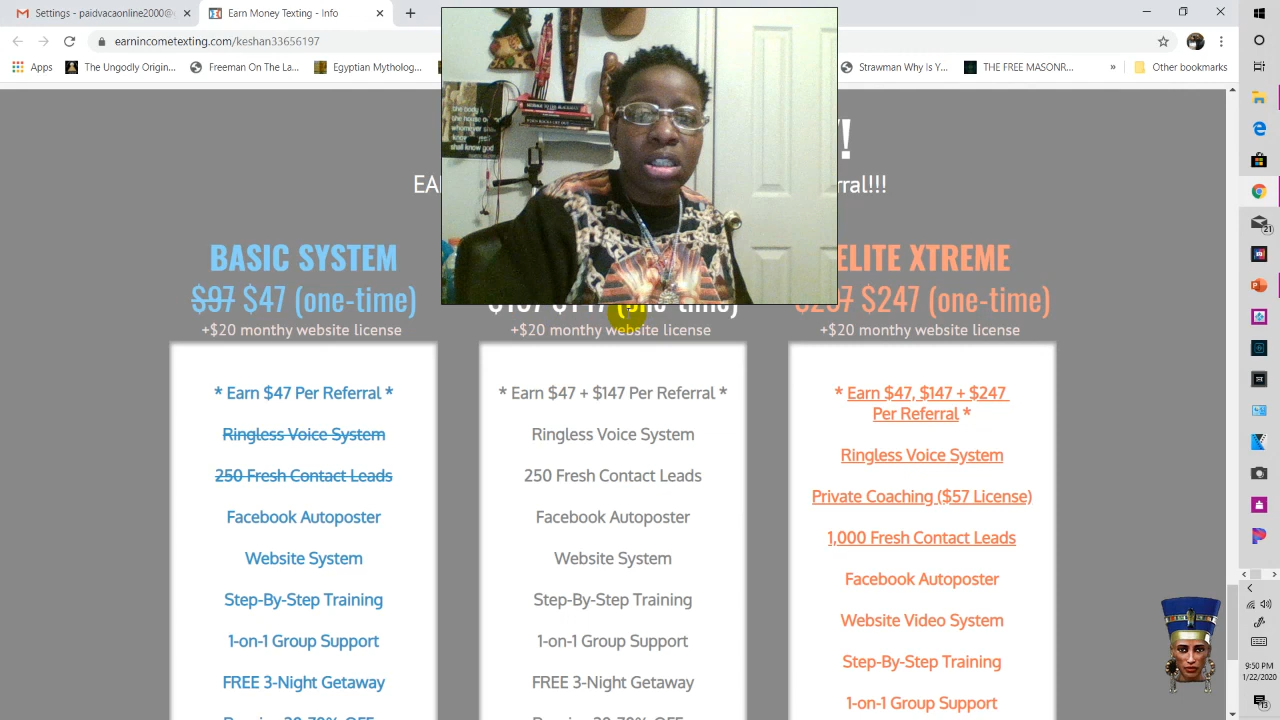 System - paidvacatione2000@g
Earn Income Texting - System
earnincometexting.com/keshan33656197
Apps
The Ungodly Origin...
Freeman On The La...
Egyptian Mytholog...
Strawman Why Is Y...
THE FREE MASONR...
»
Other bookmarks
!
EA
rral!!!
BASIC SYSTEM
$97 $47 (one-time)
+$20 monthy website license
* Earn $47 Per Referral *
Ringless Voice System
250 Fresh Contact Leads
Facebook Autoposter
Website System
Step-By-Step Training
1-on-1 Group Support
FREE 3-Night Getaway
+$20 monthy website license
* Earn $47 + $147 Per Referral *
Ringless Voice System
250 Fresh Contact Leads
Facebook Autoposter
Website System
Step-By-Step Training
1-on-1 Group Support
FREE 3-Night Getaway
ELITE XTREME
$247 (one-time)
+$20 monthy website license
* Earn $47, $147 + $247
Per Referral *
Ringless Voice System
Private Coaching ($57 License)
1,000 Fresh Contact Leads
Facebook Autoposter
Website Video System
Step-By-Step Training
1-on-1 Group Support
9:50 PM